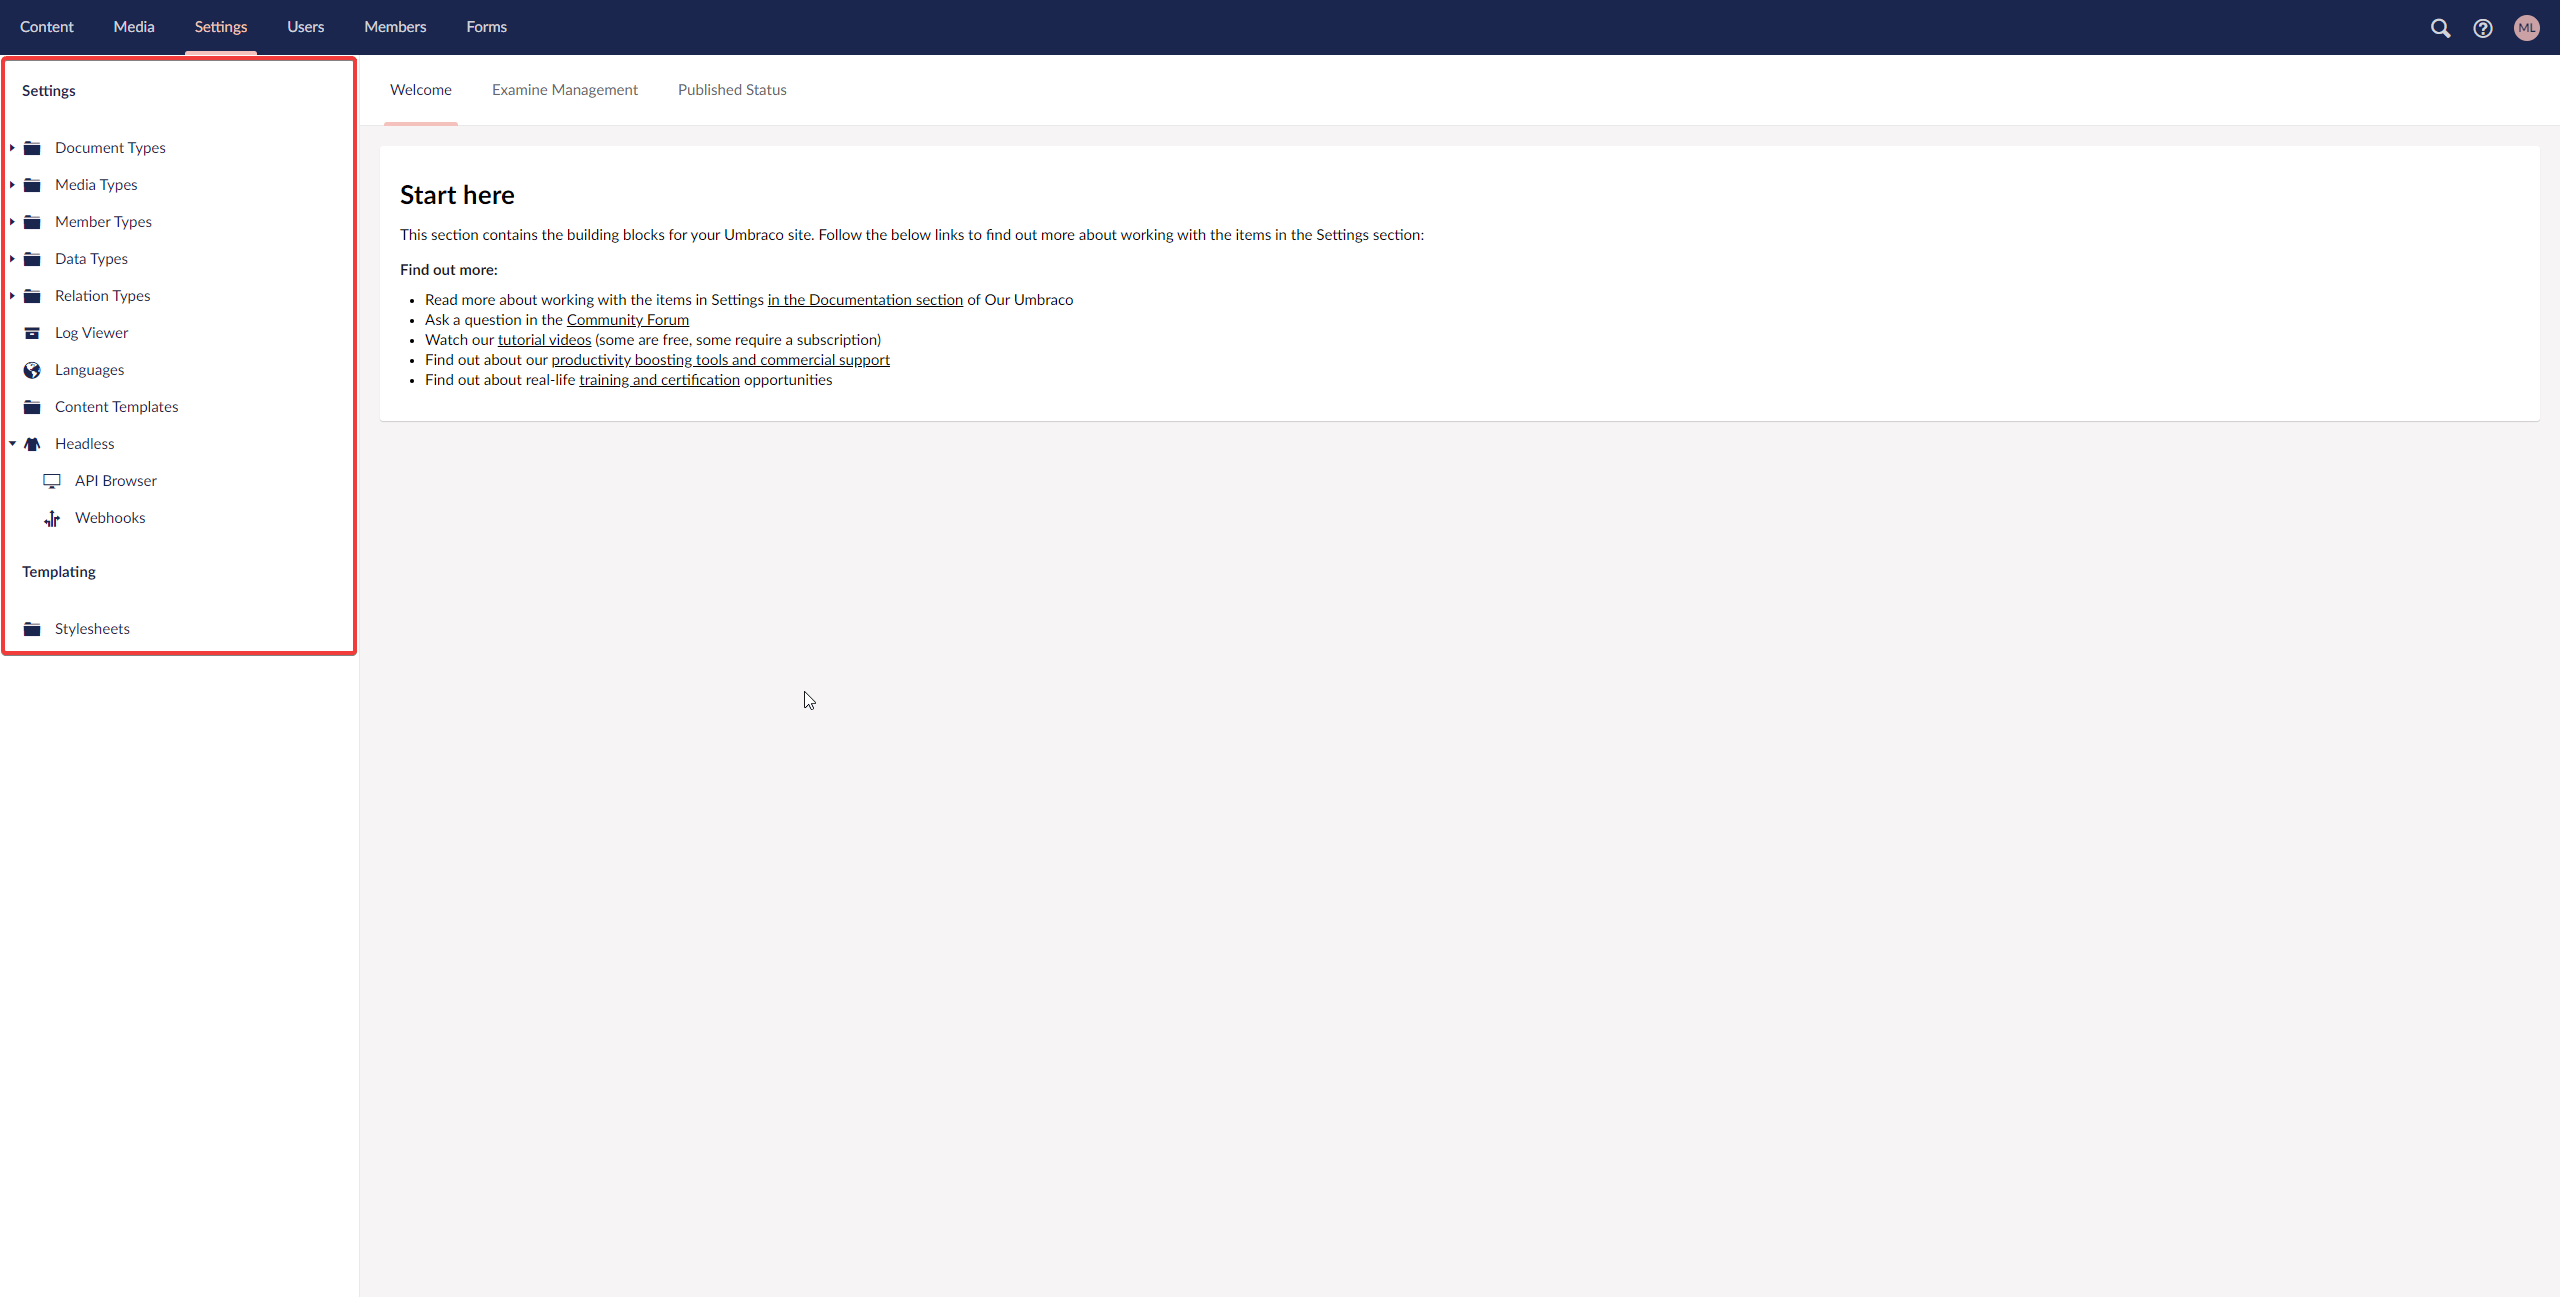 Content Media Settings Users Members Forms
ML
Settings
Document Types
Media Types
Member Types
Data Types
Relation Types
Log Viewer
Languages
Content Templates
Headless
API Browser
Webhooks
Templating
Stylesheets
Welcome Examine Management Published Status
Start here
This section contains the building blocks for your Umbraco site. Follow the below links to find out more about working with the items in the Settings section:
Find out more:
• Read more about working with the items in Settings in the Documentation section of Our Umbraco
• Ask a question in the Community Forum
• Watch our tutorial videos (some are free, some require a subscription)
• Find out about our productivity boosting tools and commercial support
• Find out about real-life training and certification opportunities